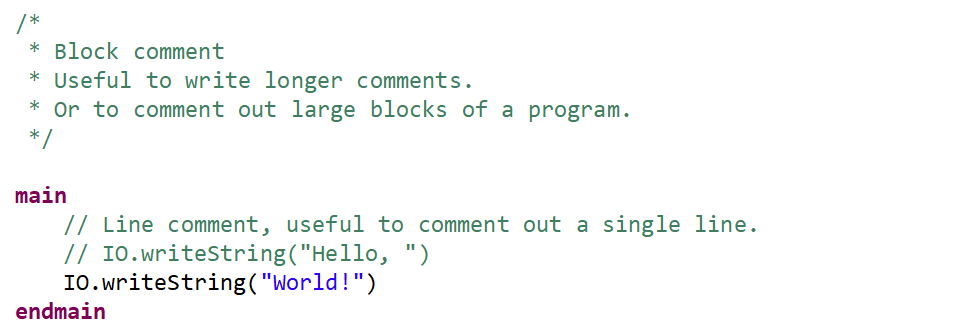 /*
 * Block comment
 * Useful to write longer comments.
 * Or to comment out large blocks of a program.
 */

main
    // Line comment, useful to comment out a single line.
    // IO.writeString("Hello, ")
    IO.writeString("World!")
endmain